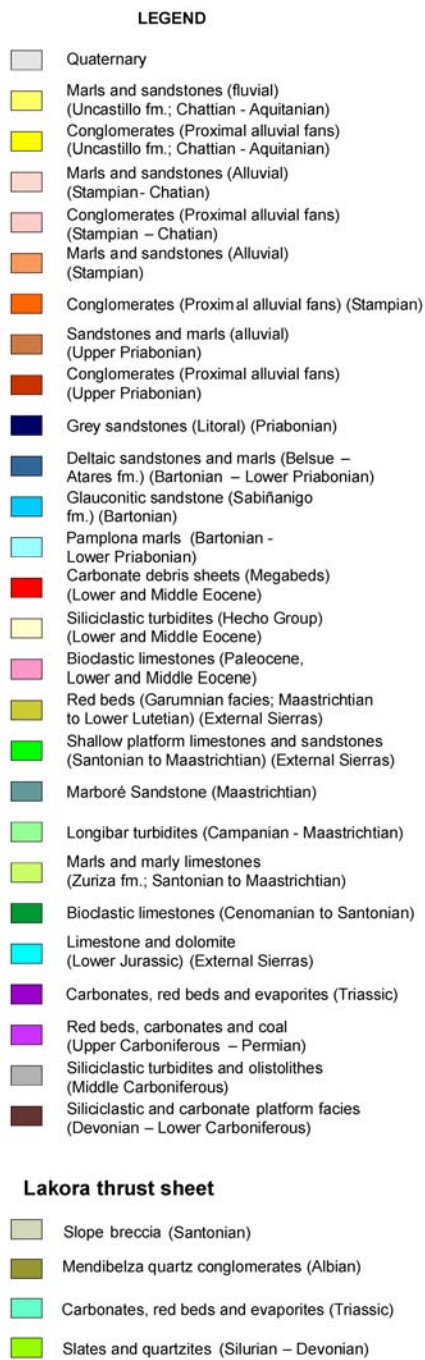 LEGEND
Quaternary
Marls and sandstones (fluvial)
(Uncastillo fm.; Chattian - Aquitanian)
Conglomerates (Proximal alluvial fans)
(Uncastillo fm.; Chattian - Aquitanian)
Marls and sandstones (Alluvial)
(Stampian- Chatian)
Conglomerates (Proximal alluvial fans)
(Stampian – Chatian)
Marls and sandstones (Alluvial)
(Stampian)
Conglomerates (Proximal alluvial fans) (Stampian)
Sandstones and marls (alluvial)
(Upper Priabonian)
Conglomerates (Proximal alluvial fans)
(Upper Priabonian)
Grey sandstones (Litoral) (Priabonian)
Deltaic sandstones and marls (Belsue –
Atares fm.) (Bartonian – Lower Priabonian)
Glauconitic sandstone (Sabiñanigo
fm.) (Bartonian)
Pamplona marls (Bartonian -
Lower Priabonian)
Carbonate debris sheets (Megabeds)
(Lower and Middle Eocene)
Siliciclastic turbidites (Hecho Group)
(Lower and Middle Eocene)
Bioclastic limestones (Paleocene,
Lower and Middle Eocene)
Red beds (Garumnian facies; Maastrichtian
to Lower Lutetian) (External Sierras)
Shallow platform limestones and sandstones
(Santonian to Maastrichtian) (External Sierras)
Marboré Sandstone (Maastrichtian)
Longibar turbidites (Campanian - Maastrichtian)
Marls and marly limestones
(Zuriza fm.; Santonian to Maastrichtian)
Bioclastic limestones (Cenomanian to Santonian)
Limestone and dolomite
(Lower Jurassic) (External Sierras)
Carbonates, red beds and evaporites (Triassic)
Red beds, carbonates and coal
(Upper Carboniferous – Permian)
Siliciclastic turbidites and olistolithes
(Middle Carboniferous)
Siliciclastic and carbonate platform facies
(Devonian – Lower Carboniferous)
Lakora thrust sheet
Slope breccia (Santonian)
Mendibelza quartz conglomerates (Albian)
Carbonates, red beds and evaporites (Triassic)
Slates and quartzites (Silurian – Devonian)